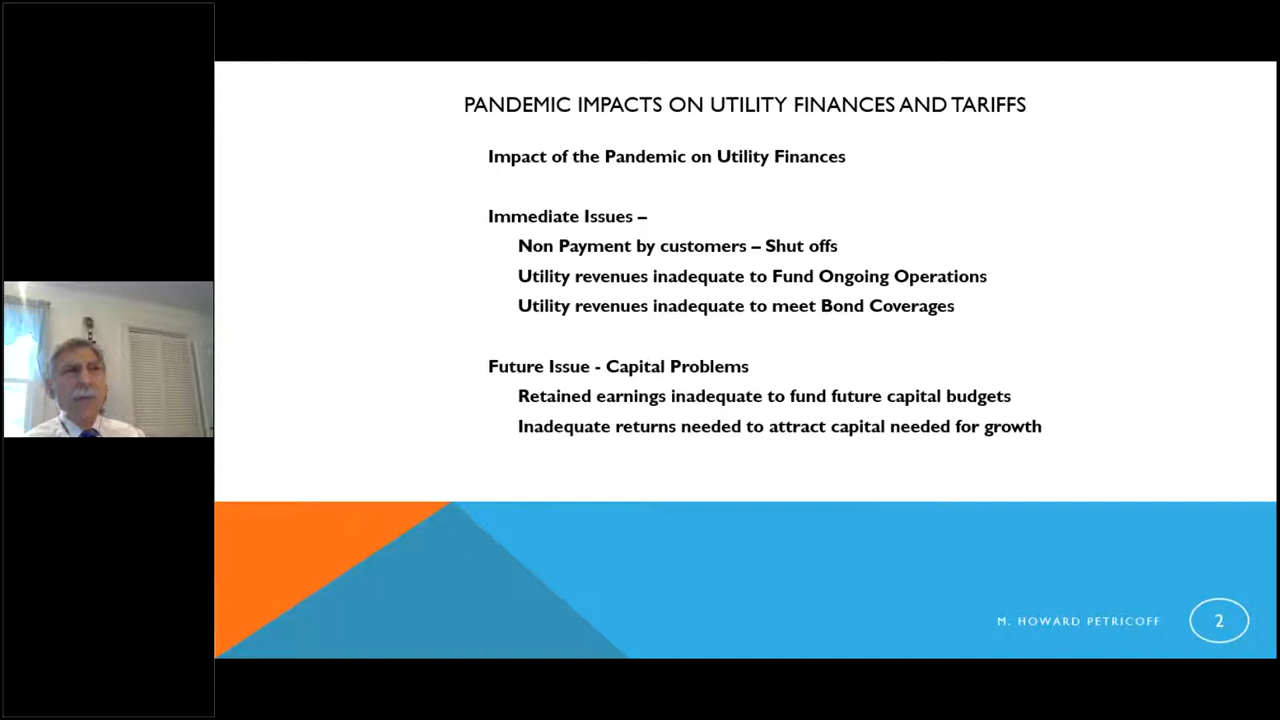 PANDEMIC IMPACTS ON UTILITY FINANCES AND TARIFFS
Impact of the Pandemic on Utility Finances
Immediate Issues –
Non Payment by customers – Shut offs
Utility revenues inadequate to Fund Ongoing Operations
Utility revenues inadequate to meet Bond Coverages
Future Issue - Capital Problems
Retained earnings inadequate to fund future capital budgets
Inadequate returns needed to attract capital needed for growth
M. HOWARD PETRICOFF
2